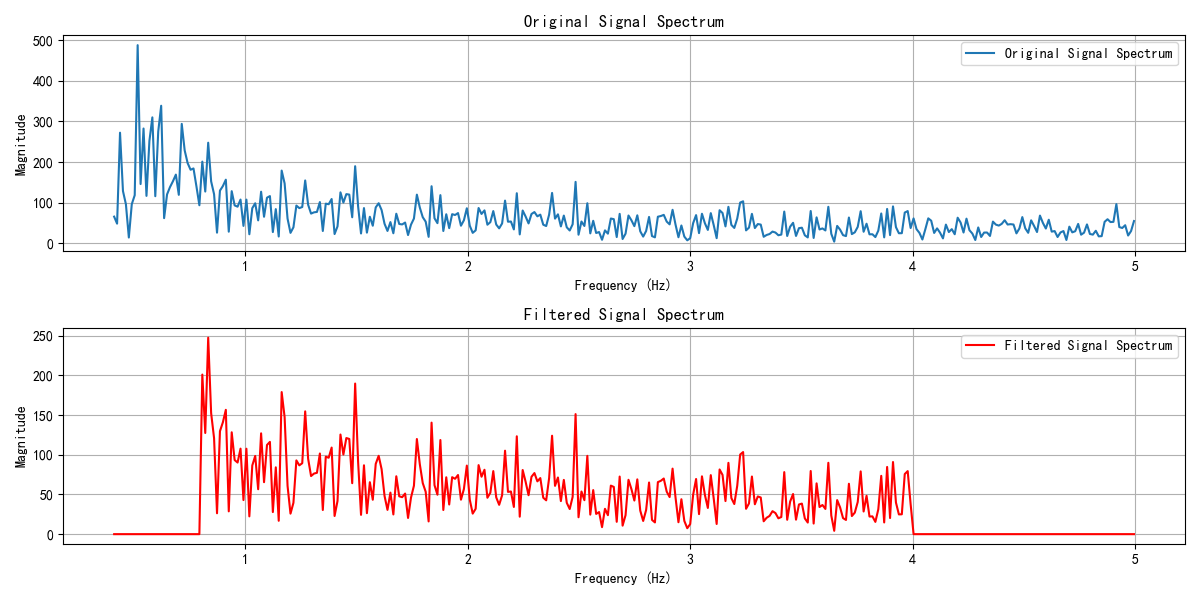 Original Signal Spectrum
500
400
300
200
100
0
Magnitude
Original Signal Spectrum
1 2 3 4 5
Frequency (Hz)
Filtered Signal Spectrum
250
200
150
100
50
0
Magnitude
Filtered Signal Spectrum
1 2 3 4 5
Frequency (Hz)